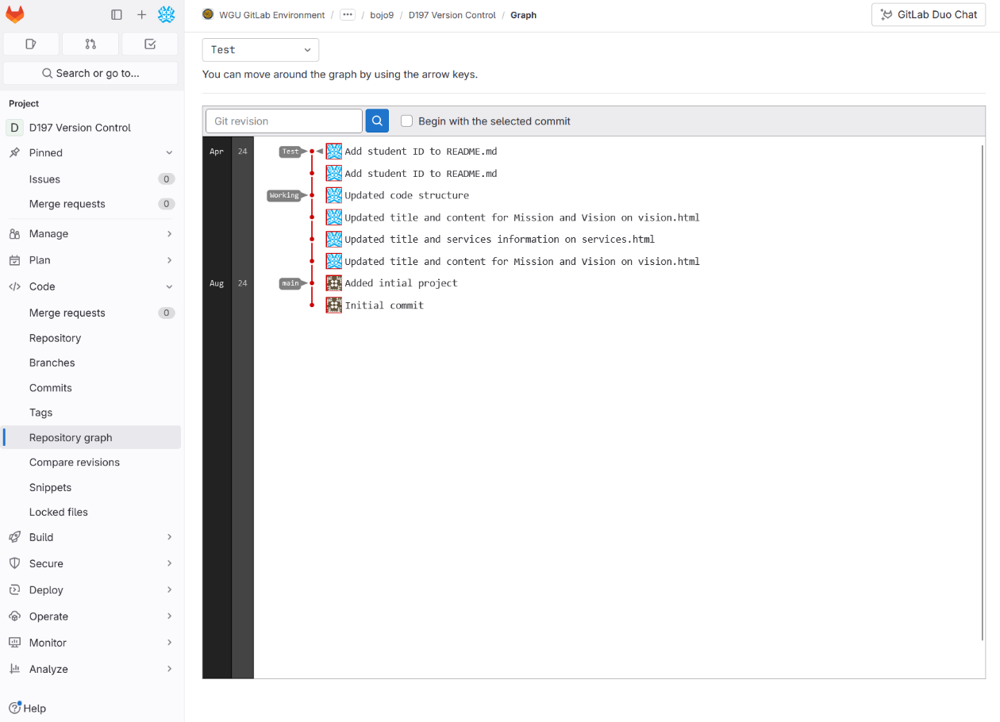 WGU GitLab Environment / ••• / bojo9 / D197 Version Control / Graph
GitLab Duo Chat
Search or go to...
Project
D D197 Version Control
Pinned
Issues 0
Merge requests 0
Manage
Plan
Code
Merge requests 0
Repository
Branches
Commits
Tags
Repository graph
Compare revisions
Snippets
Locked files
Build
Secure
Deploy
Operate
Monitor
Analyze
Help
Test
You can move around the graph by using the arrow keys.
Git revision
Begin with the selected commit
Apr 24 Test Add student ID to README.md
Add student ID to README.md
Working Updated code structure
Updated title and content for Mission and Vision on vision.html
Updated title and services information on services.html
Updated title and content for Mission and Vision on vision.html
Aug 24 main Added intial project
Initial commit